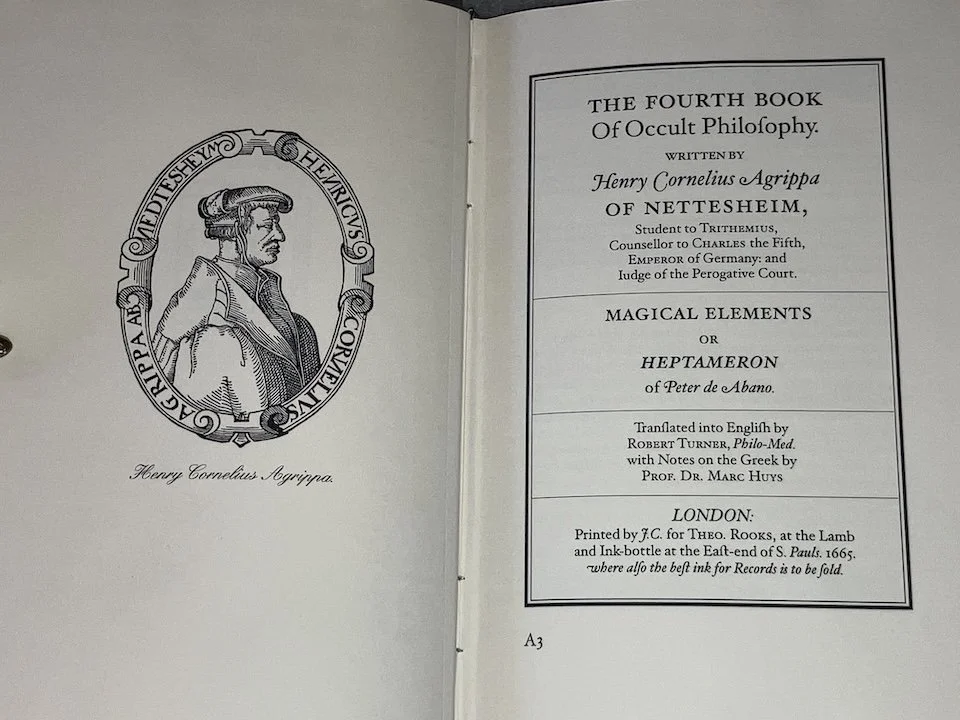 HENRICVS CORNELIVS AGRIPPA AB NEDTESHEYM
Henry Cornelius Agrippa.
THE FOURTH BOOK
Of Occult Philoſophy.
WRITTEN BY
Henry Cornelius Agrippa
OF NETTESHEIM,
Student to TRITHEMIUS,
Counſellor to CHARLES the Fifth,
EMPEROR of Germany: and
Iudge of the Perogative Court.
MAGICAL ELEMENTS
OR
HEPTAMERON
of Peter de Abano.
Tranſlated into Engliſh by
ROBERT TURNER, Philo-Med.
with Notes on the Greek by
PROF. DR. MARC HUYS
LONDON:
Printed by J.C. for THEO. ROOKS, at the Lamb
and Ink-bottle at the Eaſt-end of S. Pauls. 1665.
where alſo the beſt ink for Records is to be ſold.
A3